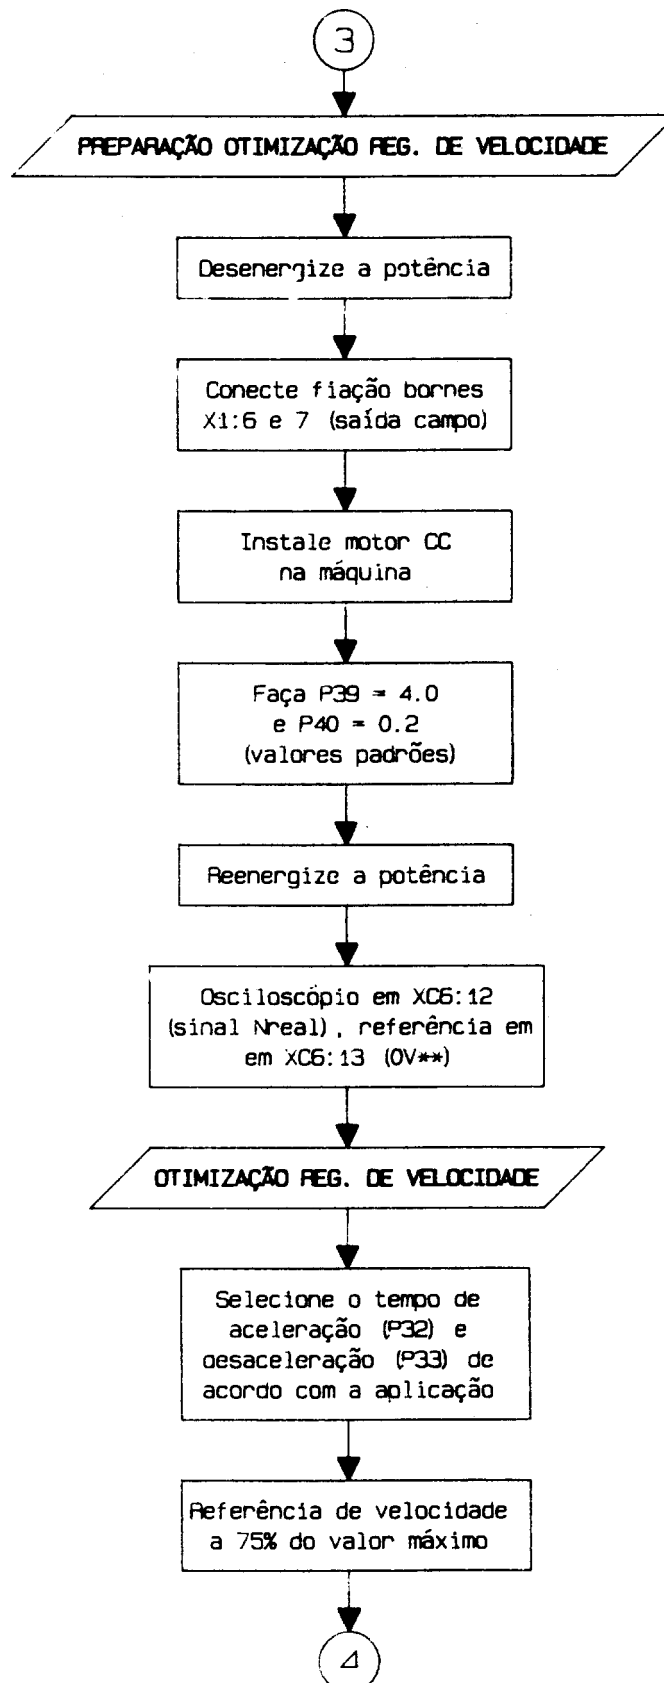 3
PREPARAÇÃO OTIMIZAÇÃO REG. DE VELOCIDADE
Desenergize a potência
Conecte fiação bornes
X1:6 e 7 (saída campo)
Instale motor CC
na máquina
Faça P39 = 4.0
e P40 = 0.2
(valores padrões)
Reenergize a potência
Osciloscópio em XC6:12
(sinal Nreal), referência em
em XC6:13 (0V**)
OTIMIZAÇÃO REG. DE VELOCIDADE
Selecione o tempo de
aceleração (P32) e
desaceleração (P33) de
acordo com a aplicação
Referência de velocidade
a 75% do valor máximo
4